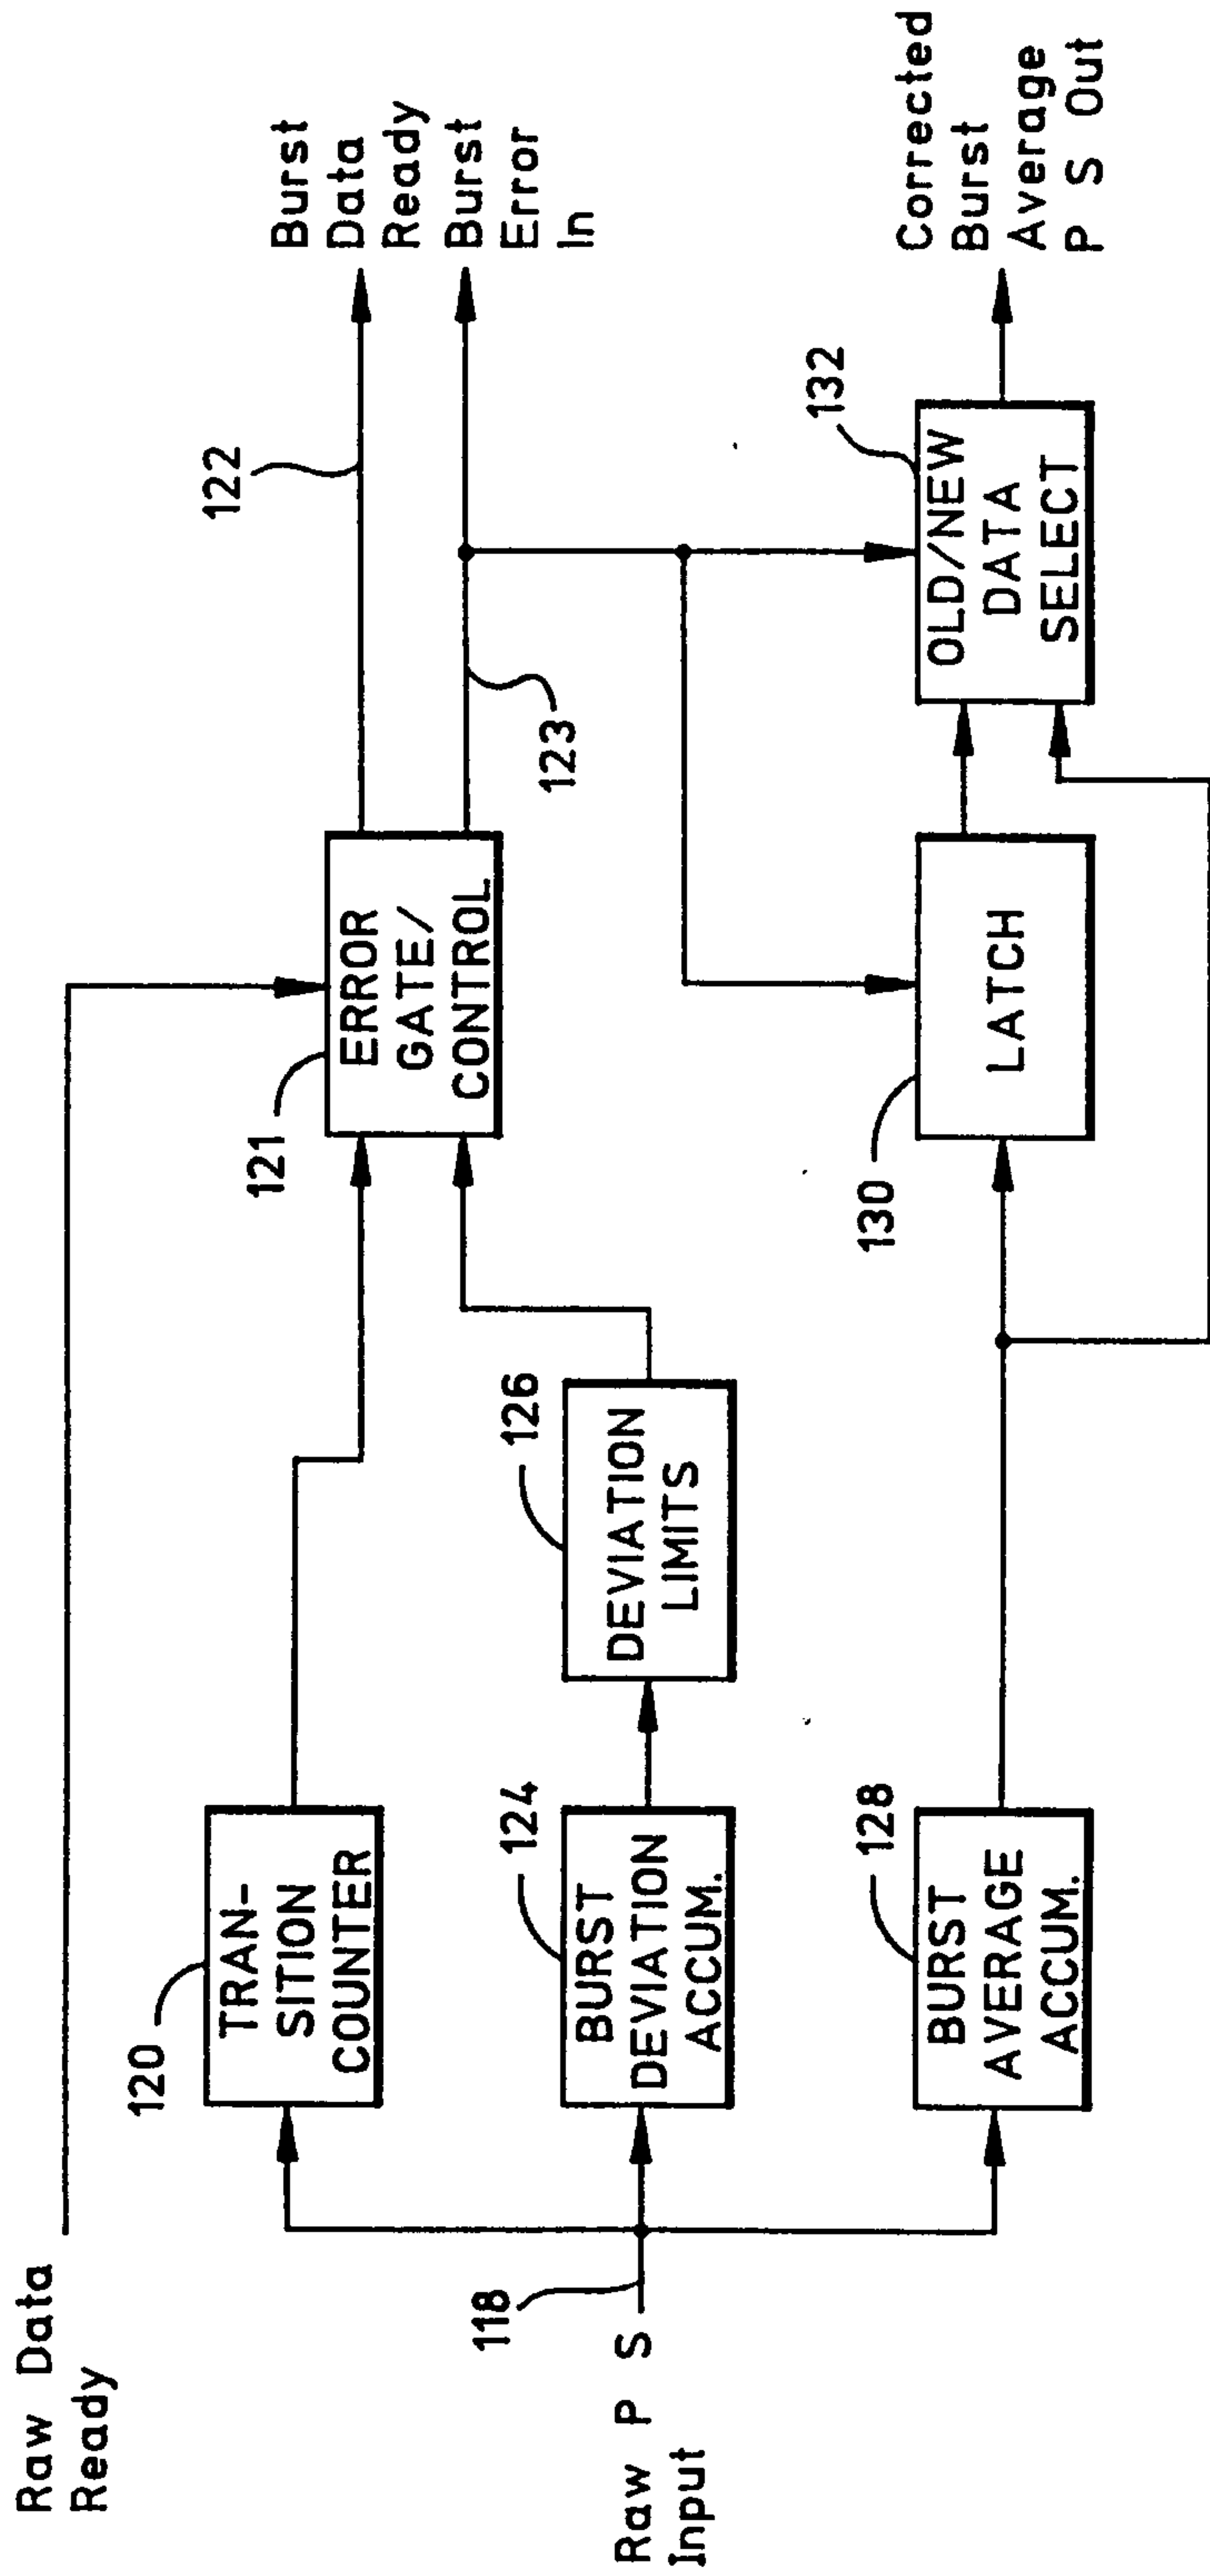 Raw Data
Ready
Raw P S
Input
118
120
TRAN-
SITION
COUNTER
124
BURST
DEVIATION
ACCUM.
128
BURST
AVERAGE
ACCUM.
126
DEVIATION
LIMITS
121
ERROR
GATE/
CONTROL
130
LATCH
122
123
132
OLD/NEW
DATA
SELECT
Burst
Data
Ready
Burst
Error
In
Corrected
Burst
Average
P S Out